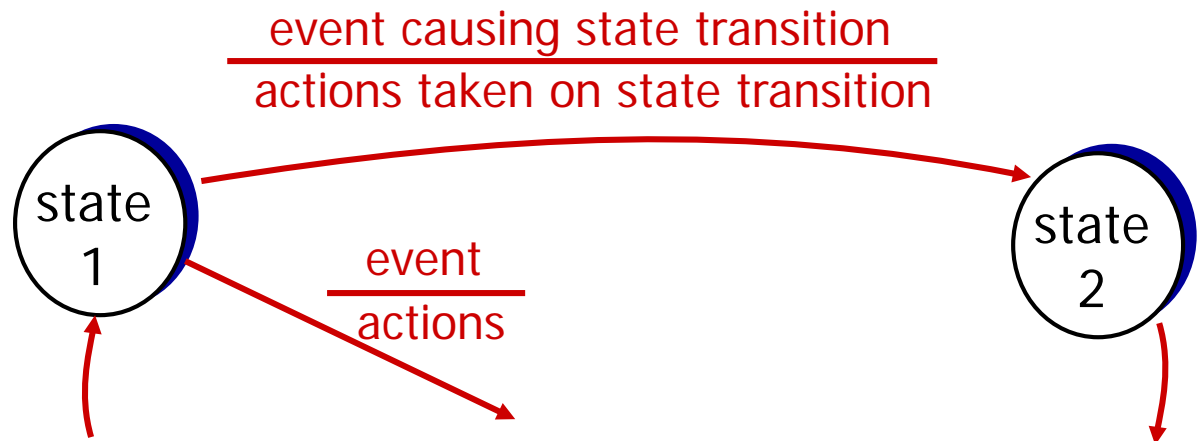 event causing state transition
actions taken on state transition
state
1
event
actions
state
2